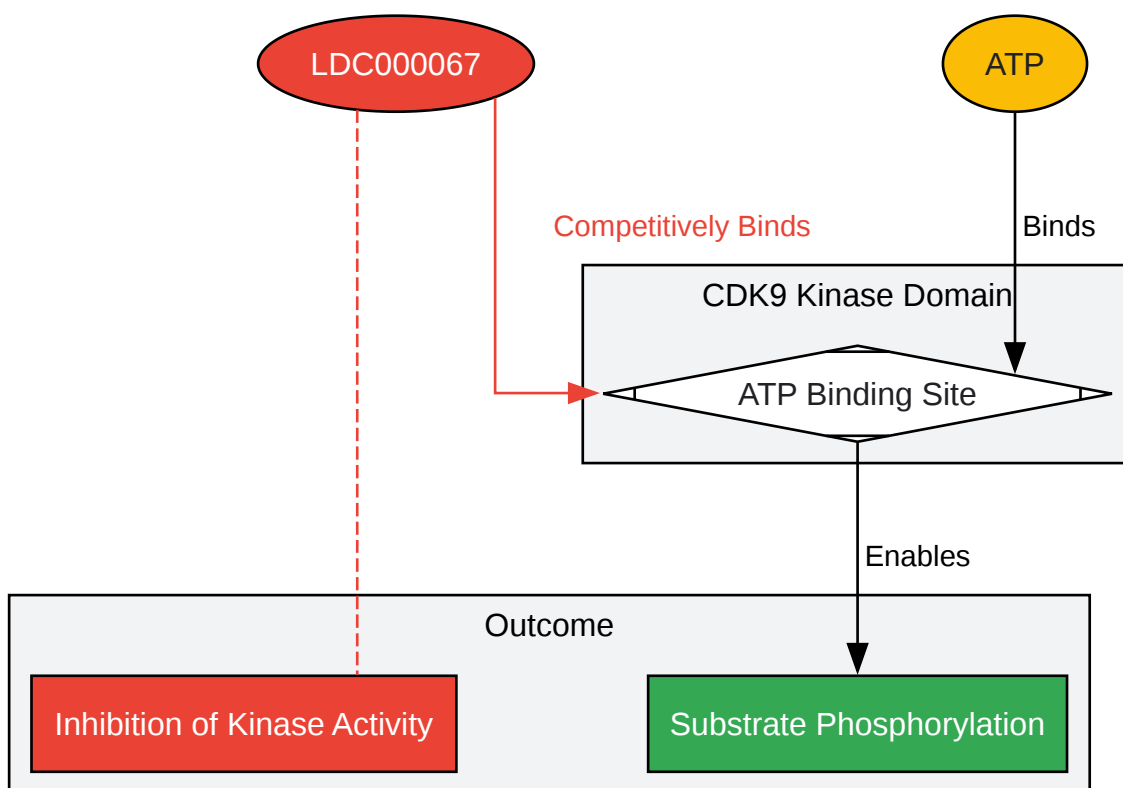 LDC000067
ATP
Competitively Binds
Binds
CDK9 Kinase Domain
ATP Binding Site
Enables
Outcome
Inhibition of Kinase Activity
Substrate Phosphorylation